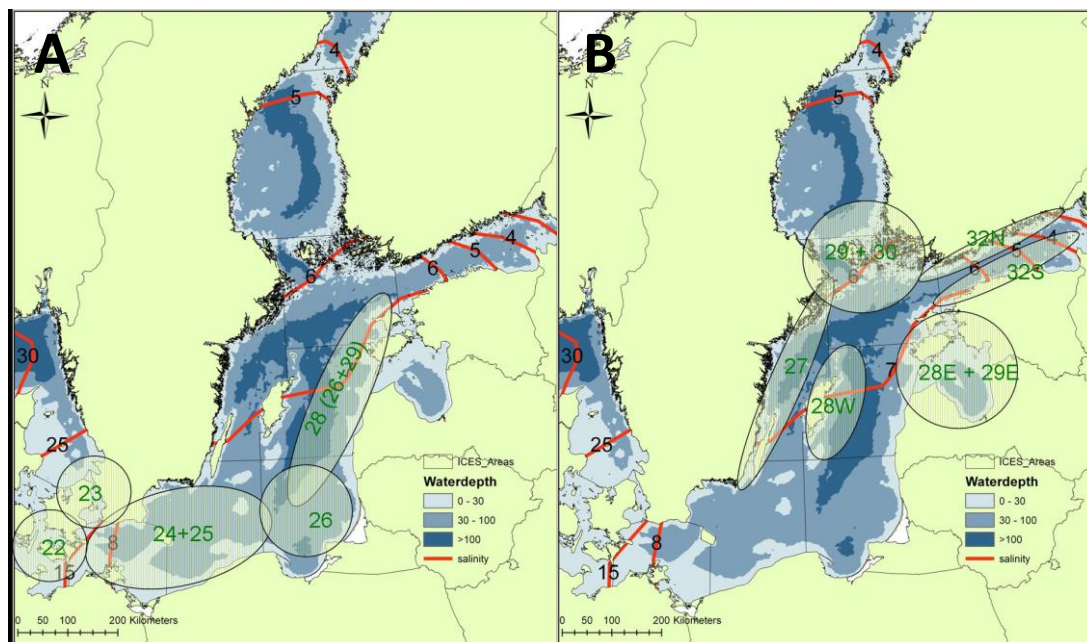 A
N
4
5
6
6
5
4
30
25
28 (26+29)
23
22
24+25
26
8
15
ICES_Areas
Waterdepth
0 - 30
30 - 100
>100
salinity
0 50 100 200 Kilometers
B
N
4
5
29 + 30
6
32N
6
5
4
32S
30
27
28W
7
28E + 29E
25
8
15
ICES_Areas
Waterdepth
0 - 30
30 - 100
>100
salinity
0 50 100 200 Kilometers